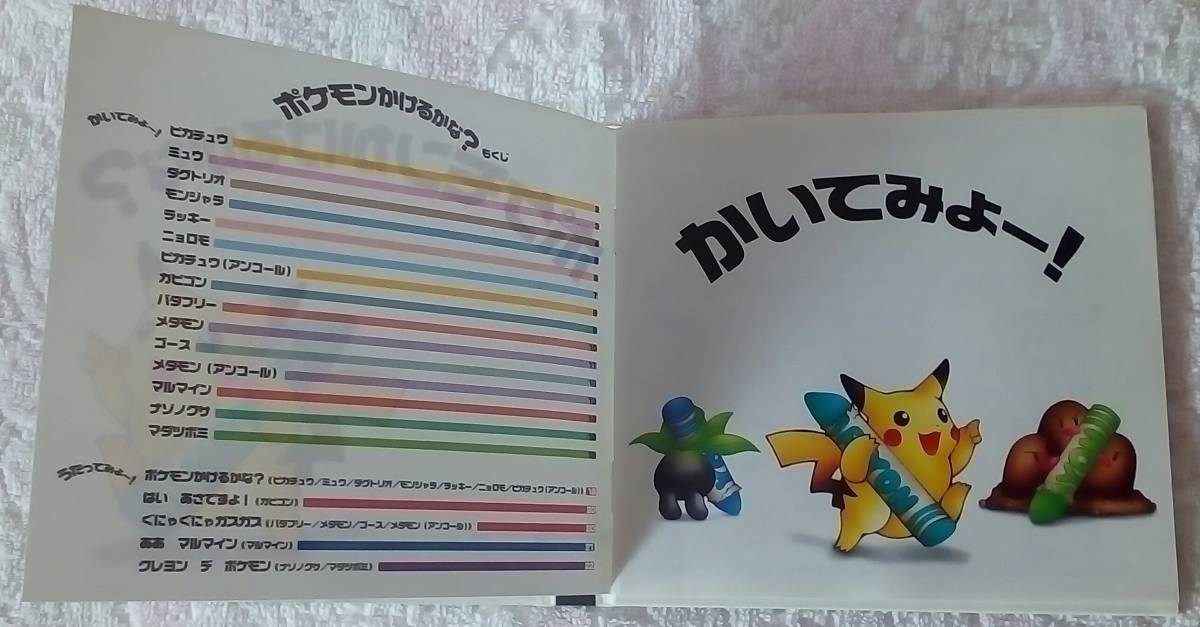 ポケモンかけるかな? もくじ
かいてみよー!
ピカチュウ
ミュウ
ダグトリオ
モンジャラ
ラッキー
ニョロモ
ピカチュウ(アンコール)
カビゴン
バタフリー
メタモン
ゴース
メタモン(アンコール)
マルマイン
ナゾノクサ
マダツボミ
うたってみよー!
ポケモンかけるかな?(ピカチュウ/ミュウ/ダグトリオ/モンジャラ/ラッキー/ニョロモ/ピカチュウ(アンコール))
はい あさですよ!(カビゴン)
ぐにゃぐにゃガスガス(バタフリー/メタモン/ゴース/メタモン(アンコール))
ああ マルマイン(マルマイン)
クレヨン デ ポケモン(ナゾノクサ/マダツボミ)
かいてみよー!